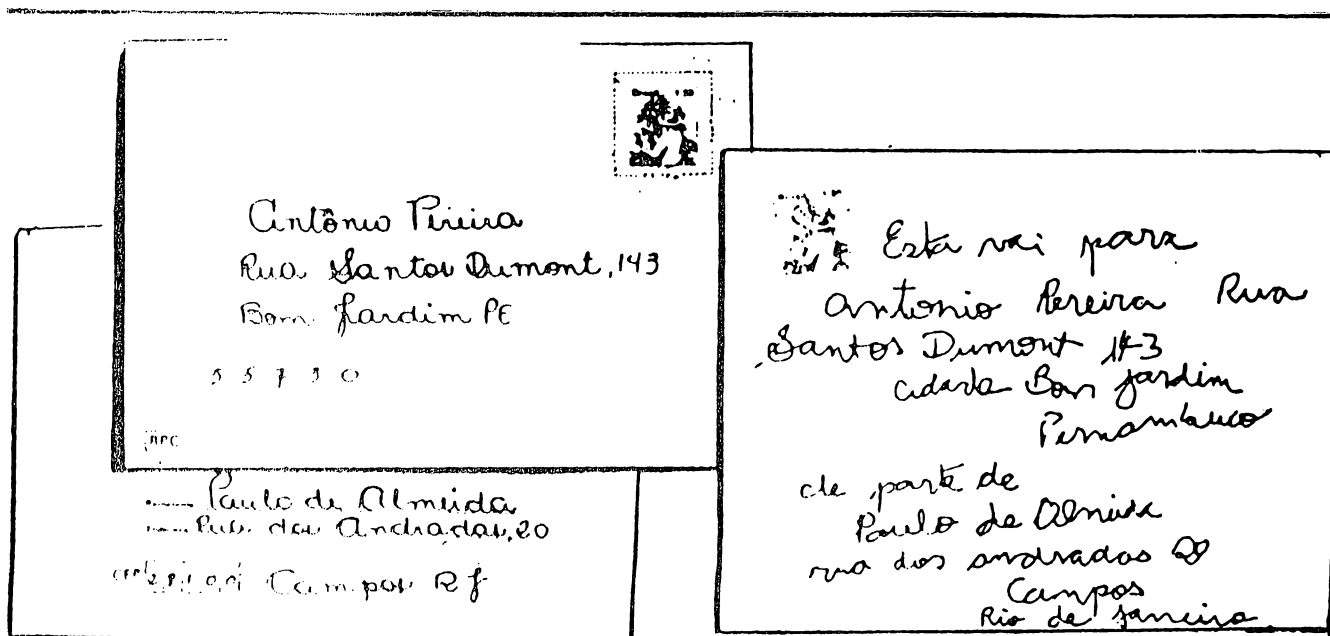 Antônio Pereira
Rua Santos Dumont, 143
Bom Jardim PE
55730
Paulo de Almeida
Rua dos Andradas, 20
Campos RJ
Esta vai para
Antonio Pereira Rua
Santos Dumont 143
cidade Bom Jardim
Pernambuco
de parte de
Paulo de Almeida
rua dos andradas 20
Campos
Rio de Janeiro